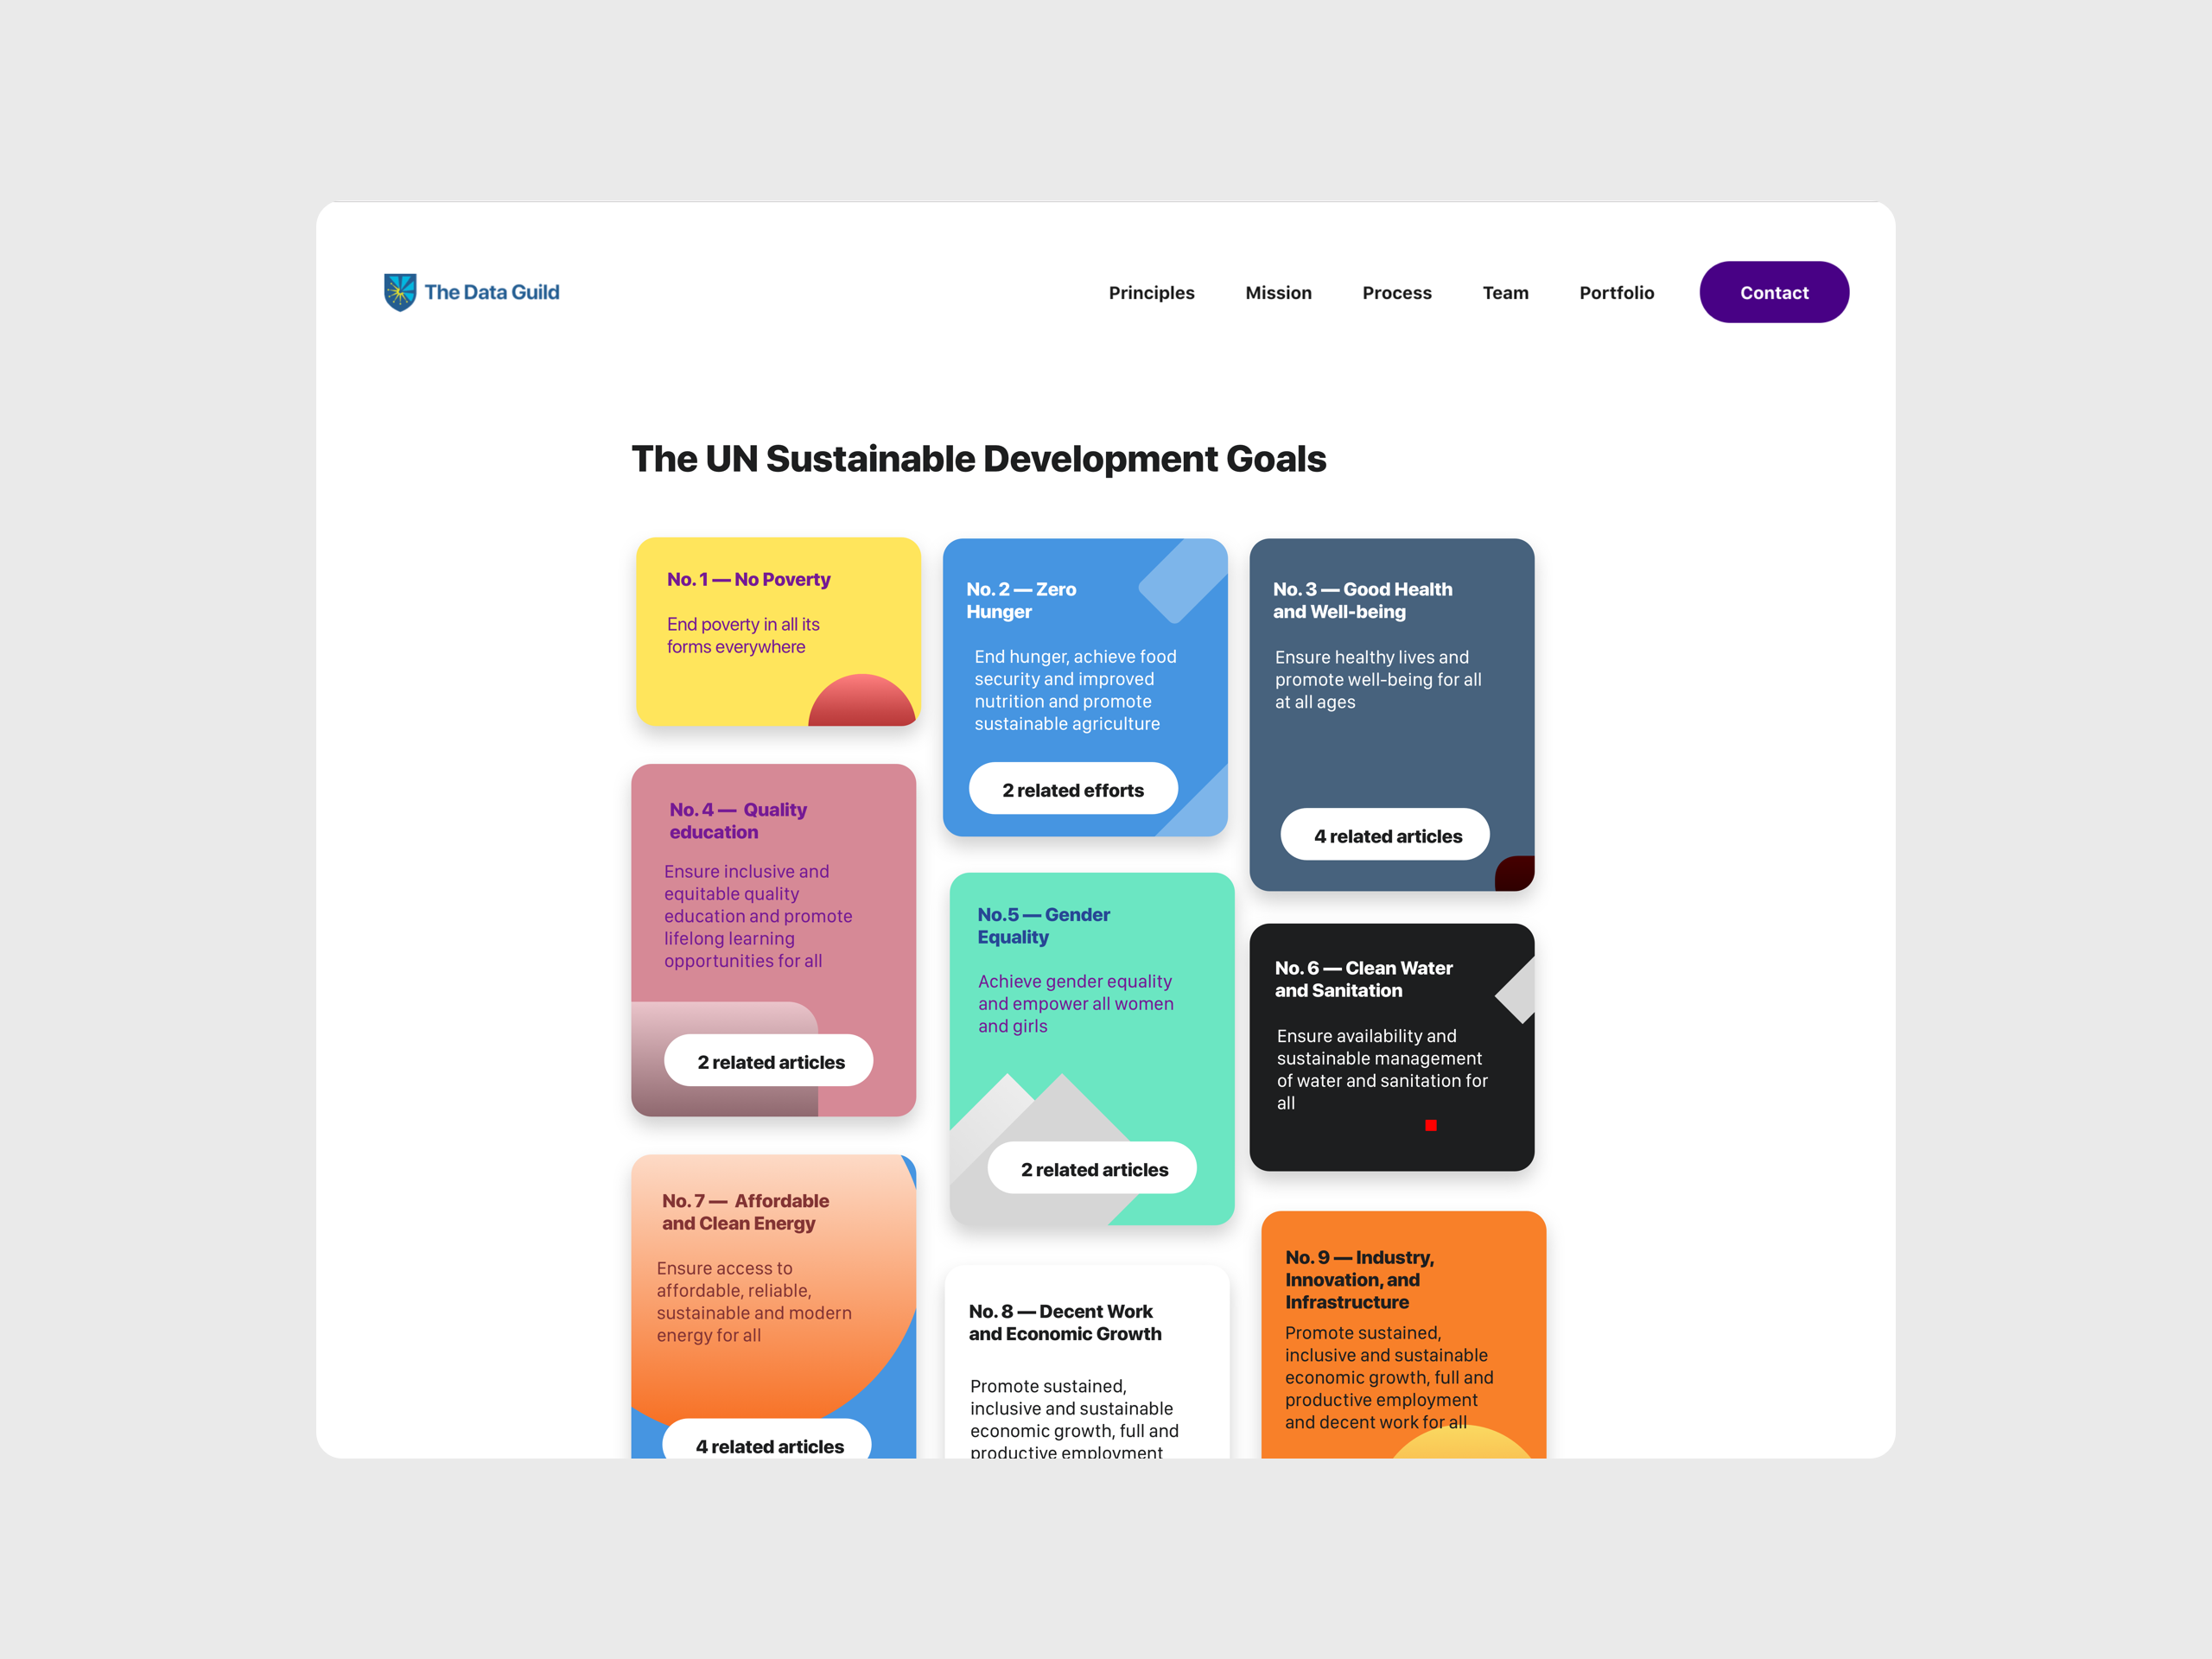 The Data Guild
Principles
Mission
Process
Team
Portfolio
Contact
The UN Sustainable Development Goals
No. 1 — No Poverty
End poverty in all its
forms everywhere
No. 2 — Zero
Hunger
End hunger, achieve food
security and improved
nutrition and promote
sustainable agriculture
2 related efforts
No. 3 — Good Health
and Well-being
Ensure healthy lives and
promote well-being for all
at all ages
4 related articles
No. 4 — Quality
education
Ensure inclusive and
equitable quality
education and promote
lifelong learning
opportunities for all
2 related articles
No.5 — Gender
Equality
Achieve gender equality
and empower all women
and girls
2 related articles
No. 6 — Clean Water
and Sanitation
Ensure availability and
sustainable management
of water and sanitation for
all
No. 7 — Affordable
and Clean Energy
Ensure access to
affordable, reliable,
sustainable and modern
energy for all
4 related articles
No. 8 — Decent Work
and Economic Growth
Promote sustained,
inclusive and sustainable
economic growth, full and
productive employment
No. 9 — Industry,
Innovation, and
Infrastructure
Promote sustained,
inclusive and sustainable
economic growth, full and
productive employment
and decent work for all